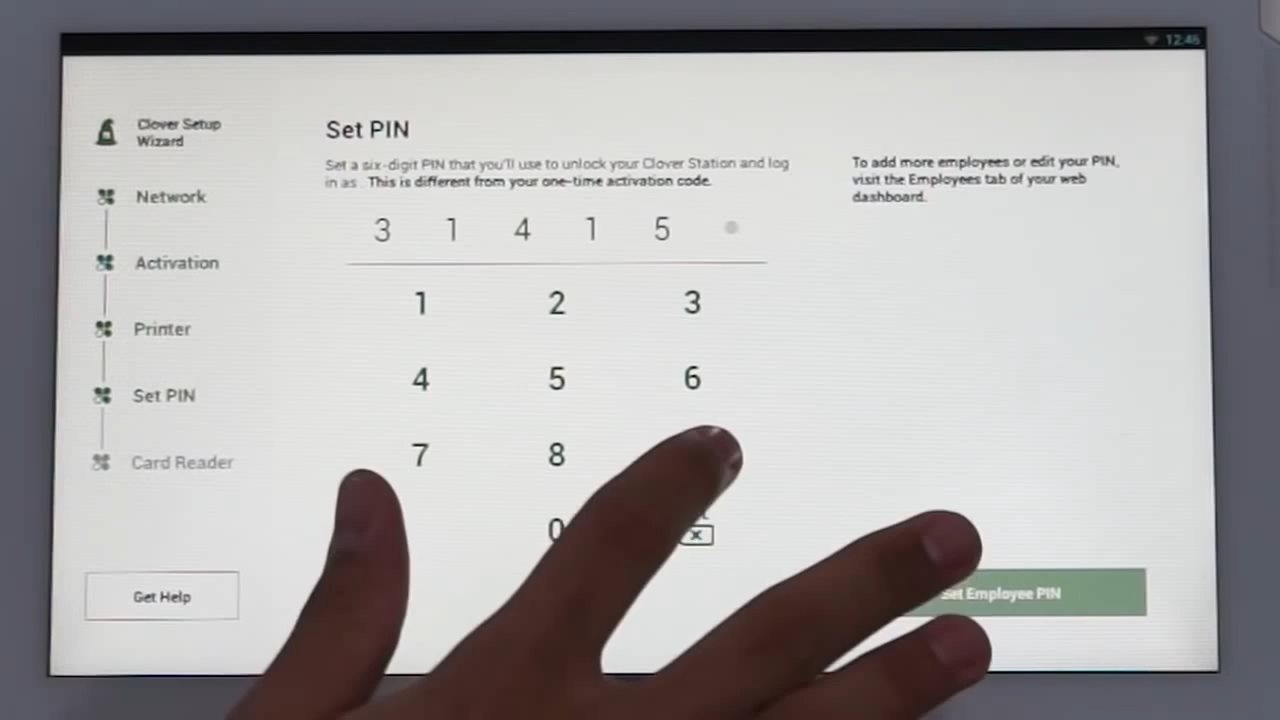 12:46
Clover Setup
Wizard
Network
Activation
Printer
Set PIN
Card Reader
Get Help
Set PIN
Set a six-digit PIN that you'll use to unlock your Clover Station and log
in as . This is different from your one-time activation code.
3 1 4 1 5
1 2 3
4 5 6
7 8
0
To add more employees or edit your PIN,
visit the Employees tab of your web
dashboard.
Set Employee PIN